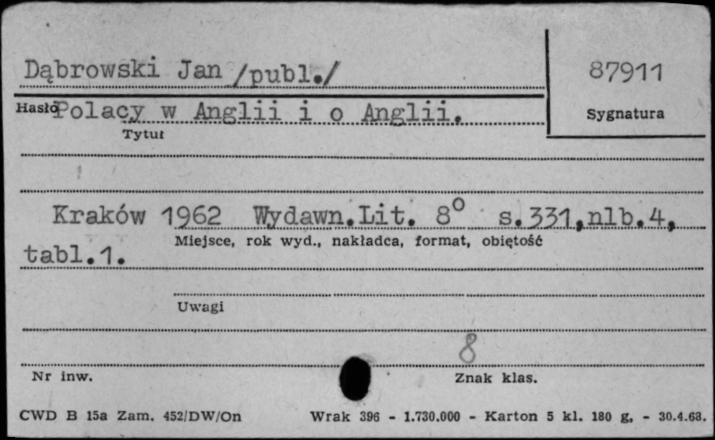 Dąbrowski Jan /publ./
87911
Hasło
Sygnatura
Polacy w Anglii i o Anglii.
Tytuł
Kraków 1962 Wydawn.Lit. 8° s.331,nlb.4,
Miejsce, rok wyd., nakładca, format, objętość
tabl.1.
Uwagi
8
Nr inw.
Znak klas.
CWD B 15a Zam. 452/DW/On Wrak 396 - 1.730.000 - Karton 5 kl. 180 g. - 30.4.63.